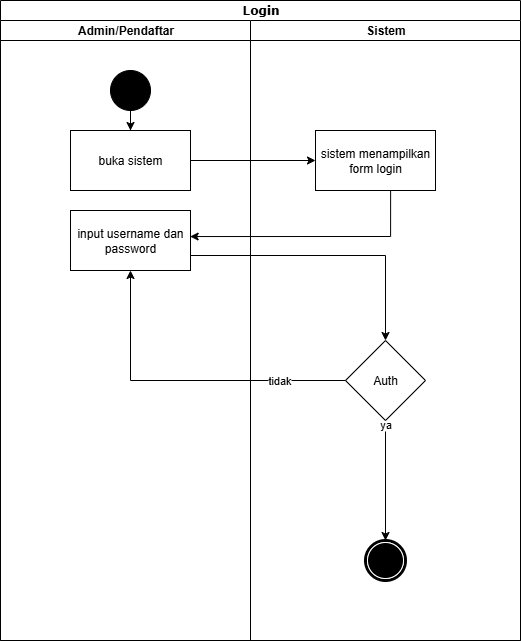 Login
Admin/Pendaftar
Sistem
buka sistem
sistem menampilkan
form login
input username dan
password
Auth
tidak
ya